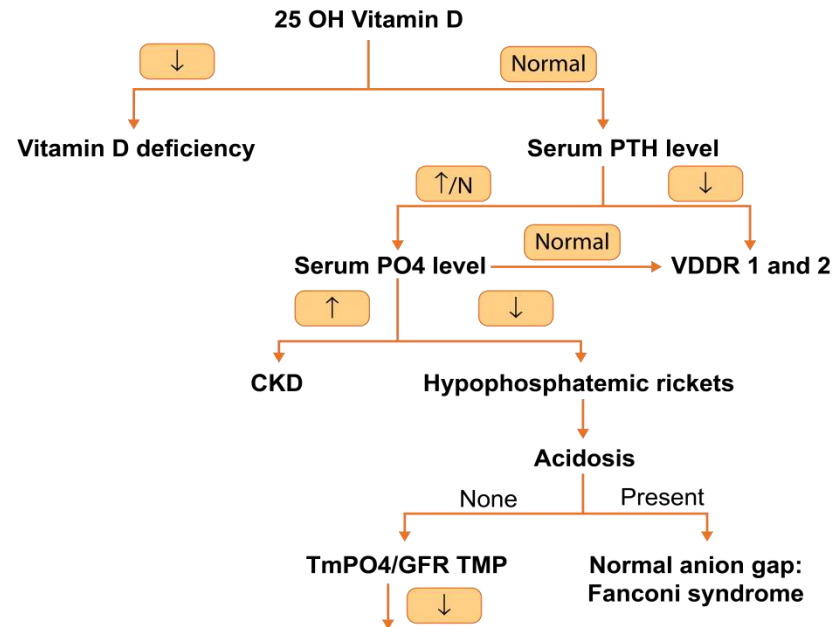 25 OH Vitamin D
↓
Normal
Vitamin D deficiency
Serum PTH level
↑/N
↓
Serum PO4 level
Normal
VDDR 1 and 2
↑
↓
CKD
Hypophosphatemic rickets
Acidosis
None
Present
TmPO4/GFR TMP
Normal anion gap:
Fanconi syndrome
↓